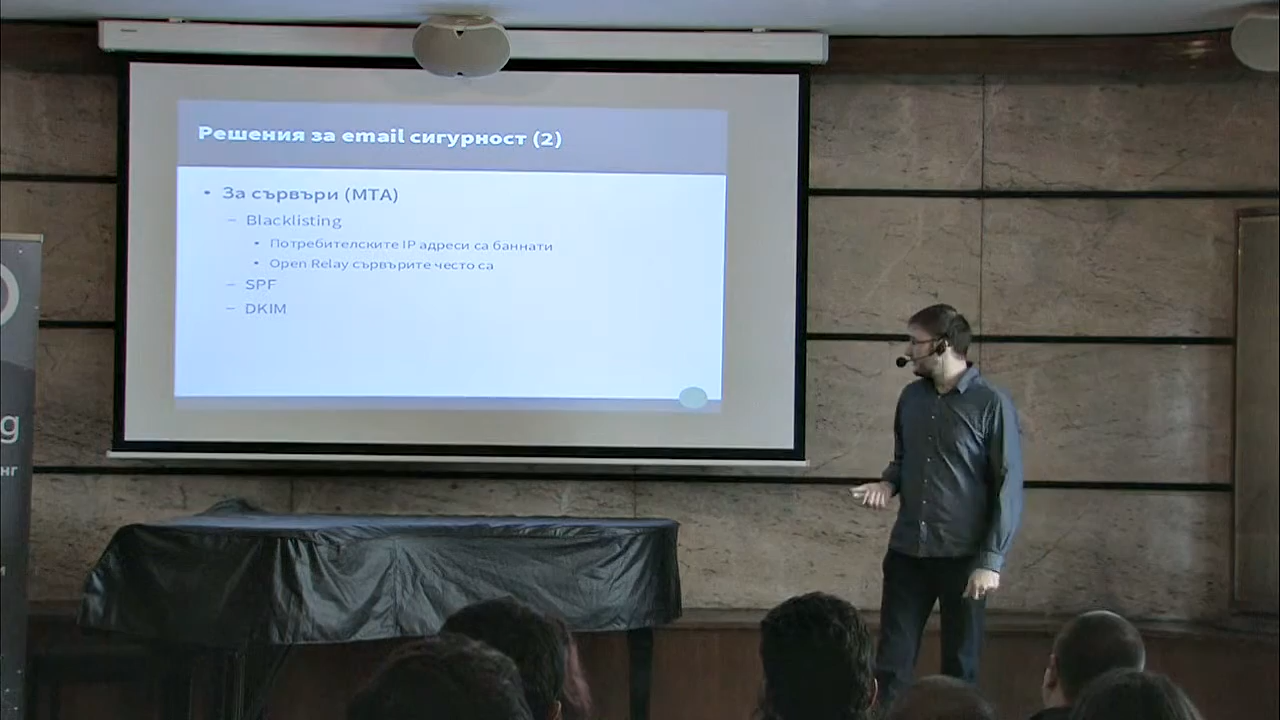 Решения за email сигурност (2)
• За сървъри (MTA)
– Blacklisting
• Потребителските IP адреси са баннати
• Open Relay сървърите често са
– SPF
– DKIM
g
нг